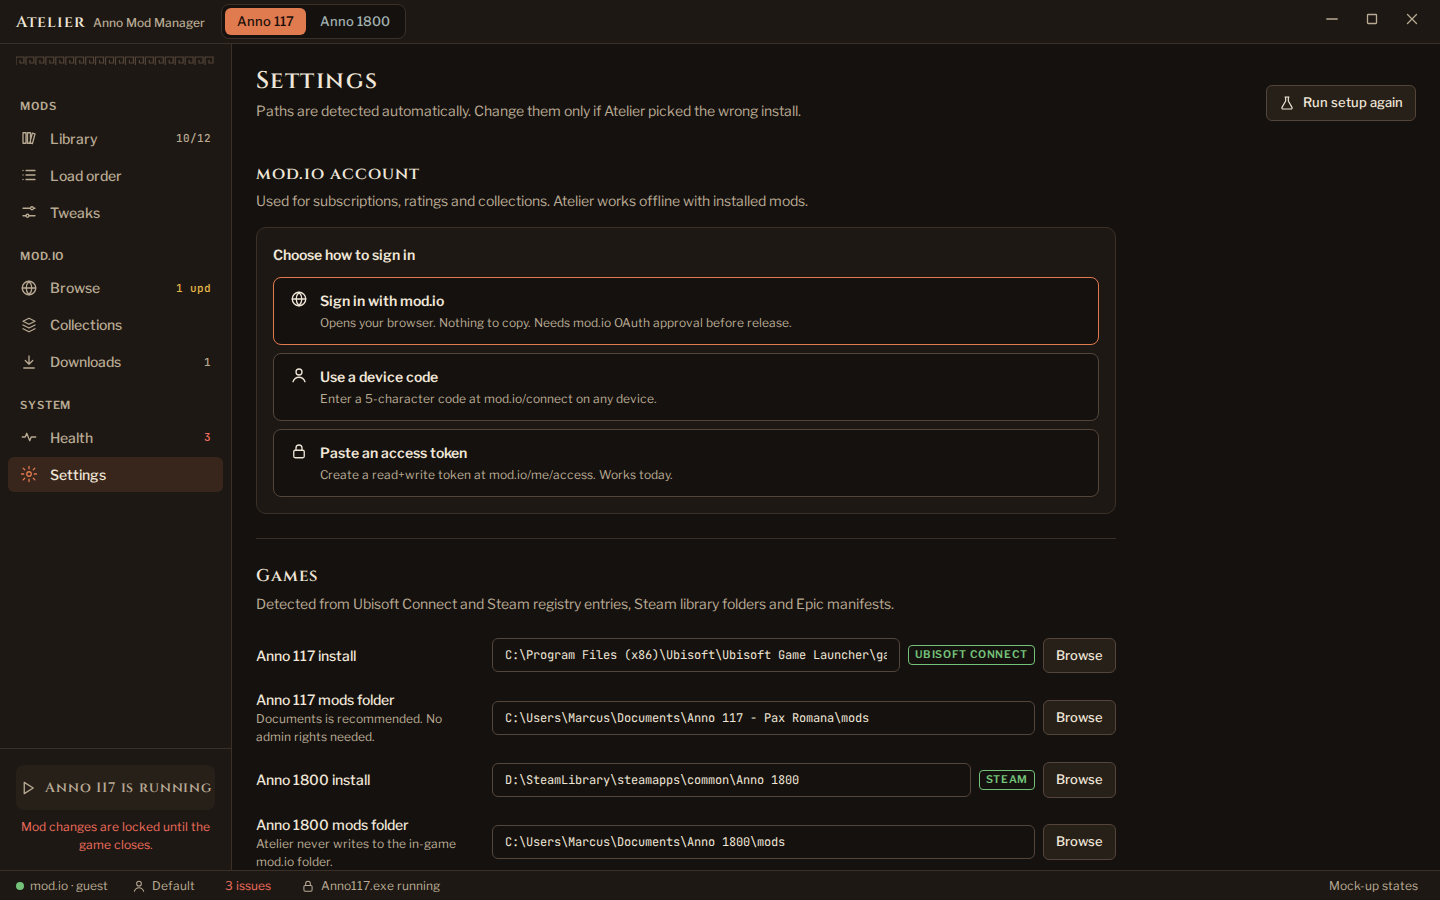 ATELIER Anno Mod Manager
Anno 117
Anno 1800
MODS
Library 10/12
Load order
Tweaks
MOD.IO
Browse 1 upd
Collections
Downloads 1
SYSTEM
Health 3
Settings
Anno 117 is running
Mod changes are locked until the
game closes.
Settings
Paths are detected automatically. Change them only if Atelier picked the wrong install.
Run setup again
mod.io account
Used for subscriptions, ratings and collections. Atelier works offline with installed mods.
Choose how to sign in
Sign in with mod.io
Opens your browser. Nothing to copy. Needs mod.io OAuth approval before release.
Use a device code
Enter a 5-character code at mod.io/connect on any device.
Paste an access token
Create a read+write token at mod.io/me/access. Works today.
Games
Detected from Ubisoft Connect and Steam registry entries, Steam library folders and Epic manifests.
Anno 117 install
C:\Program Files (x86)\Ubisoft\Ubisoft Game Launcher\ga
UBISOFT CONNECT
Browse
Anno 117 mods folder
Documents is recommended. No
admin rights needed.
C:\Users\Marcus\Documents\Anno 117 - Pax Romana\mods
Browse
Anno 1800 install
D:\SteamLibrary\steamapps\common\Anno 1800
STEAM
Browse
Anno 1800 mods folder
Atelier never writes to the in-game
mod.io folder.
C:\Users\Marcus\Documents\Anno 1800\mods
Browse
mod.io · guest
Default
3 issues
Anno117.exe running
Mock-up states